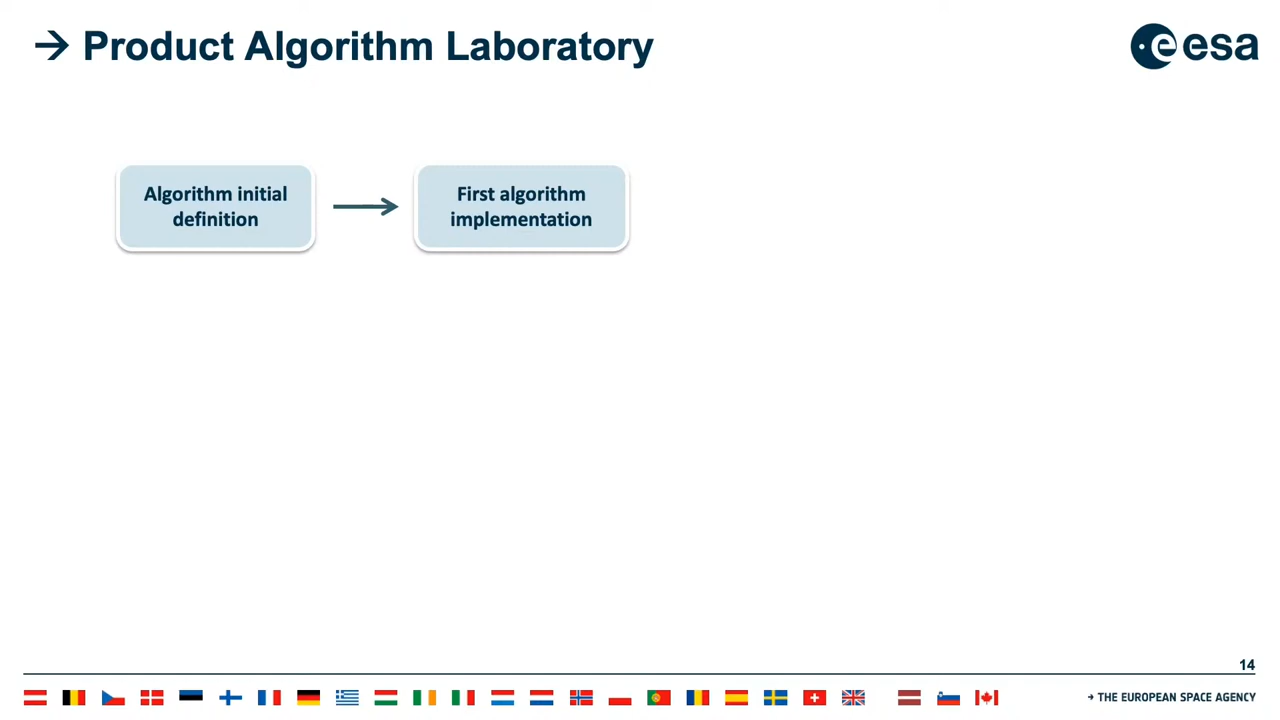 → Product Algorithm Laboratory
esa
Algorithm initial
definition
First algorithm
implementation
14
→ THE EUROPEAN SPACE AGENCY